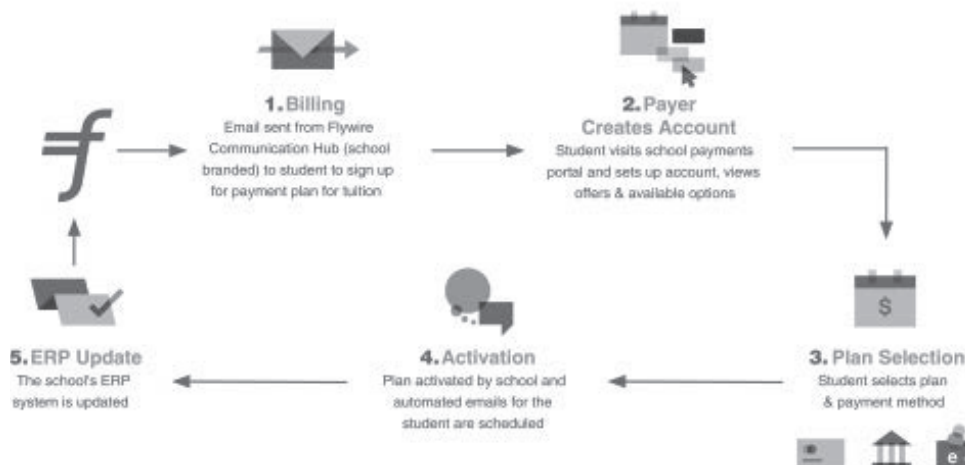 1. Billing
Email sent from Flywire
Communication Hub (school
branded) to student to sign up
for payment plan for tuition
2. Payer
Creates Account
Student visits school payments
portal and sets up account, views
offers & available options
$
3. Plan Selection
Student selects plan
& payment method
e
4. Activation
Plan activated by school and
automated emails for the
student are scheduled
5. ERP Update
The school's ERP
system is updated